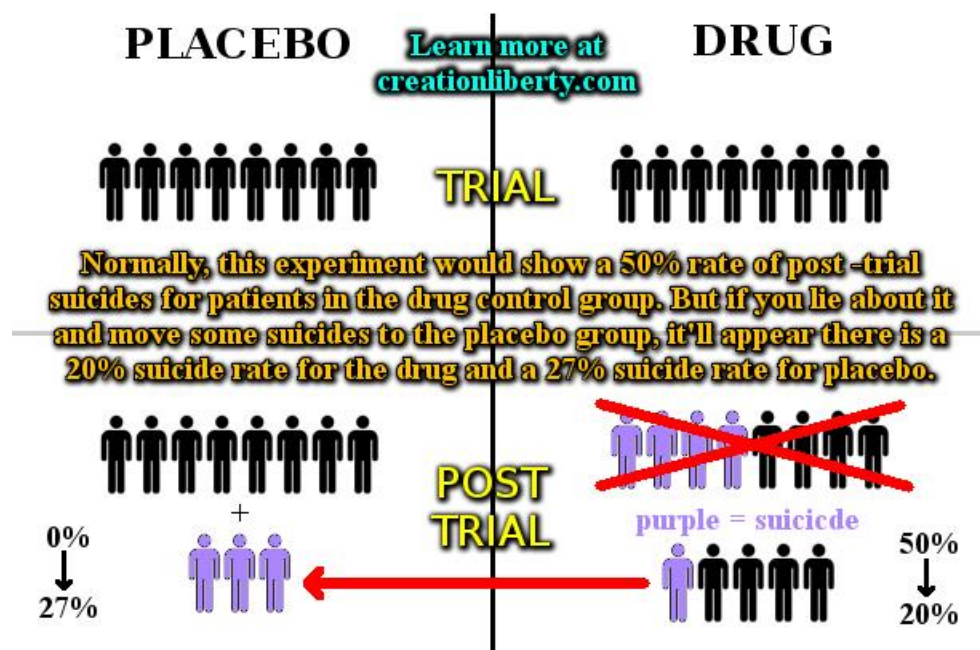 PLACEBO
Learn more at
creationliberty.com
DRUG
TRIAL
Normally, this experiment would show a 50% rate of post -trial
suicides for patients in the drug control group. But if you lie about it
and move some suicides to the placebo group, it'll appear there is a
20% suicide rate for the drug and a 27% suicide rate for placebo.
POST
TRIAL
+
0%
27%
purple = suicicde
50%
20%